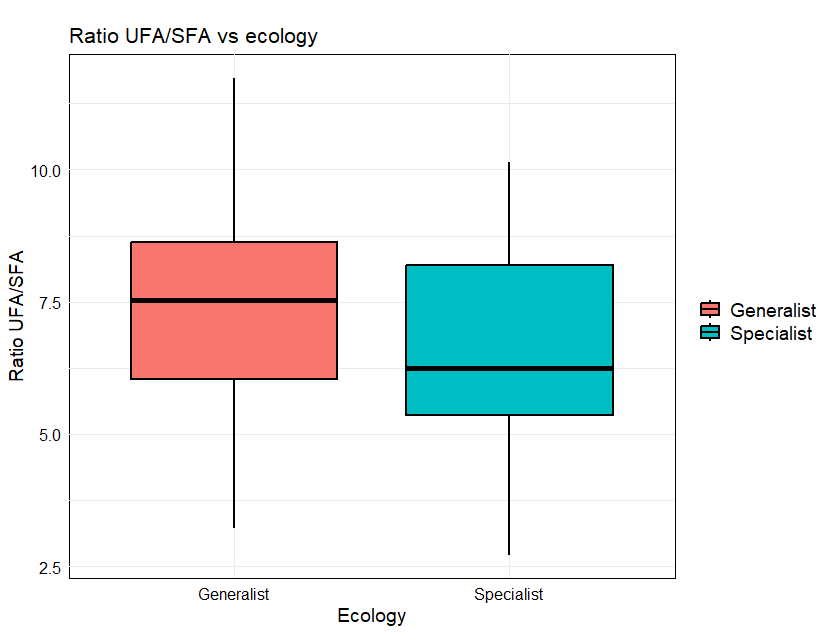 Ratio UFA/SFA vs ecology
Ratio UFA/SFA
10.0
7.5
5.0
2.5
Generalist
Specialist
Ecology
Generalist
Specialist